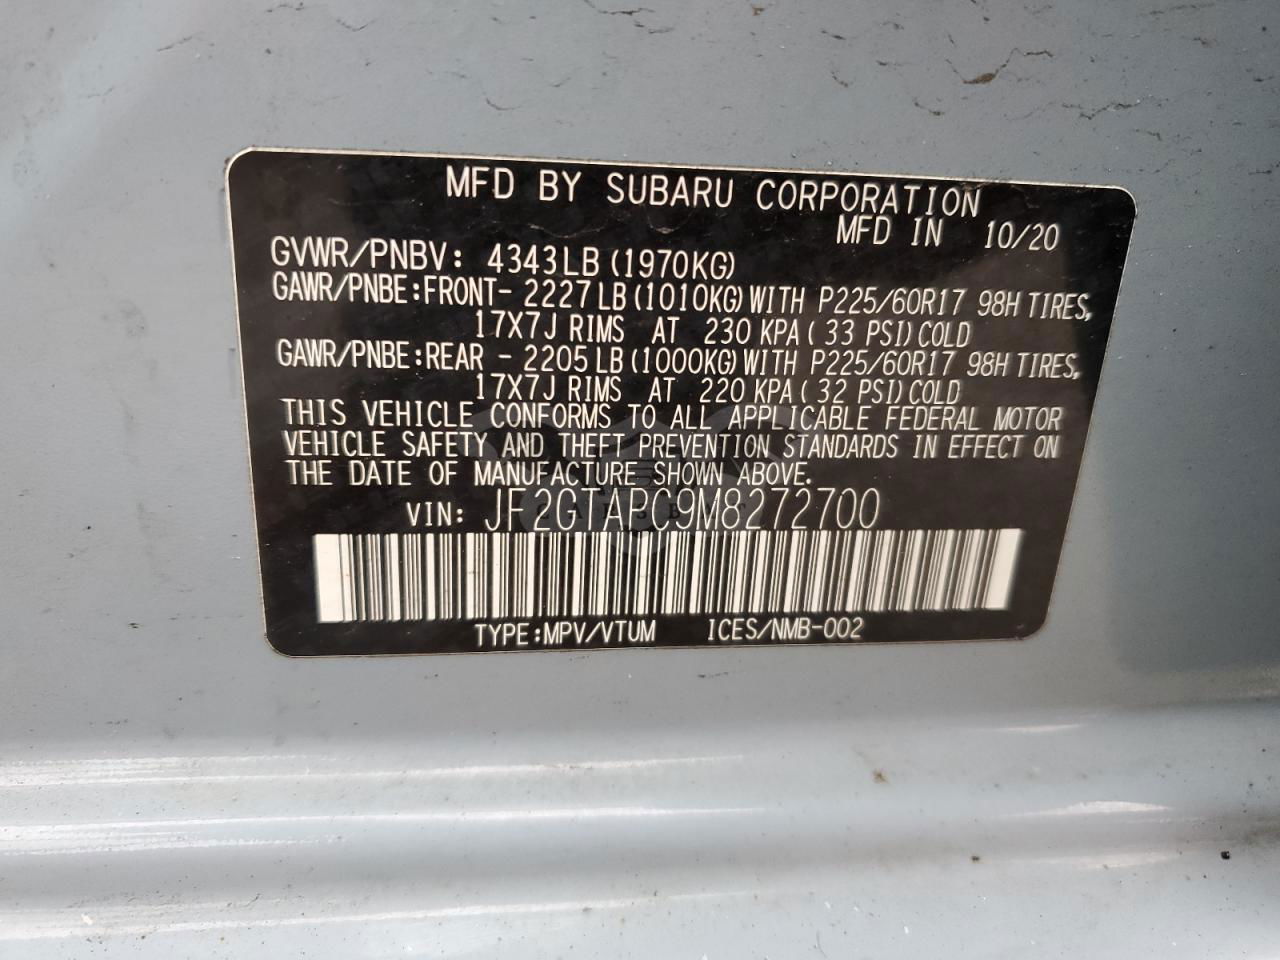 MFD BY SUBARU CORPORATION
MFD IN 10/20
GVWR/PNBV: 4343LB (1970KG)
GAWR/PNBE:FRONT- 2227LB (1010KG) WITH P225/60R17 98H TIRES,
17X7J RIMS AT 230 KPA ( 33 PSI) COLD
GAWR/PNBE:REAR - 2205LB (1000KG) WITH P225/60R17 98H TIRES,
17X7J RIMS AT 220 KPA ( 32 PSI) COLD
THIS VEHICLE CONFORMS TO ALL APPLICABLE FEDERAL MOTOR
VEHICLE SAFETY AND THEFT PREVENTION STANDARDS IN EFFECT ON
THE DATE OF MANUFACTURE SHOWN ABOVE.
VIN: JF2GTAPC9M8272700
TYPE:MPV/VTUM ICES/NMB-002